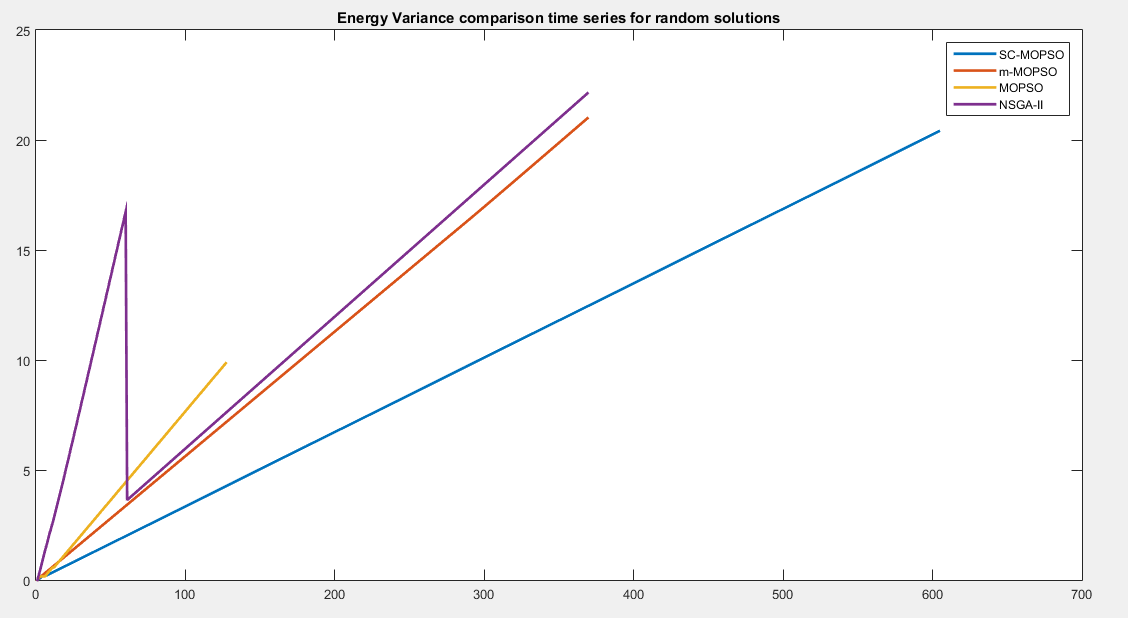 Energy Variance comparison time series for random solutions
25
20
15
10
5
0
0 100 200 300 400 500 600 700
SC-MOPSO
m-MOPSO
MOPSO
NSGA-II